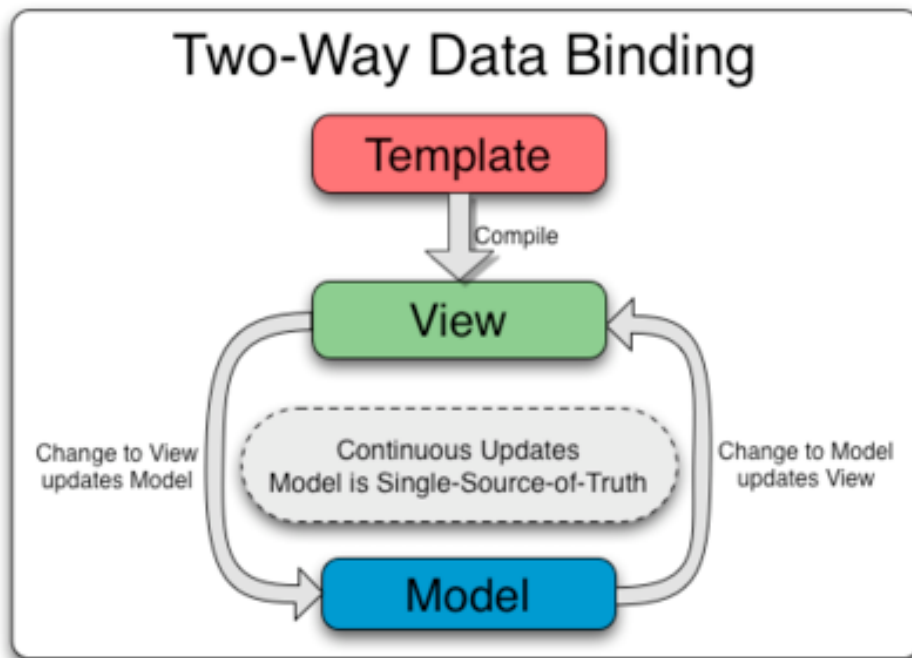 Two-Way Data Binding
Template
Compile
View
Change to View
updates Model
Continuous Updates
Model is Single-Source-of-Truth
Change to Model
updates View
Model